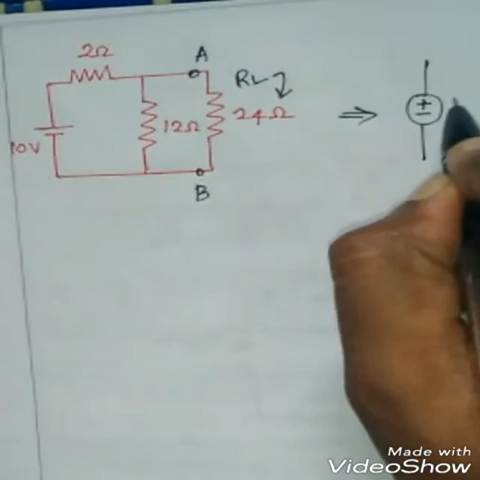 2Ω
A
RL
10V
12Ω
24Ω
⇒
+
−
B
Made with
VideoShow